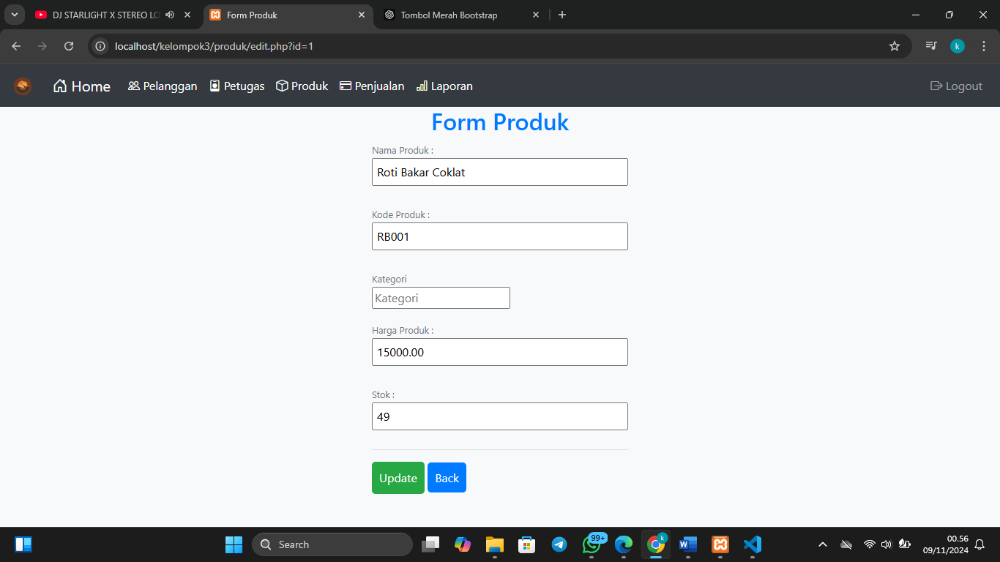 DJ STARLIGHT X STEREO LO
Form Produk
Tombol Merah Bootstrap
localhost/kelompok3/produk/edit.php?id=1
k
Home Pelanggan Petugas Produk Penjualan Laporan Logout
Form Produk
Nama Produk :
Roti Bakar Coklat
Kode Produk :
RB001
Kategori
Kategori
Harga Produk :
15000.00
Stok :
49
Update Back
Search
99+
k
00.56
09/11/2024